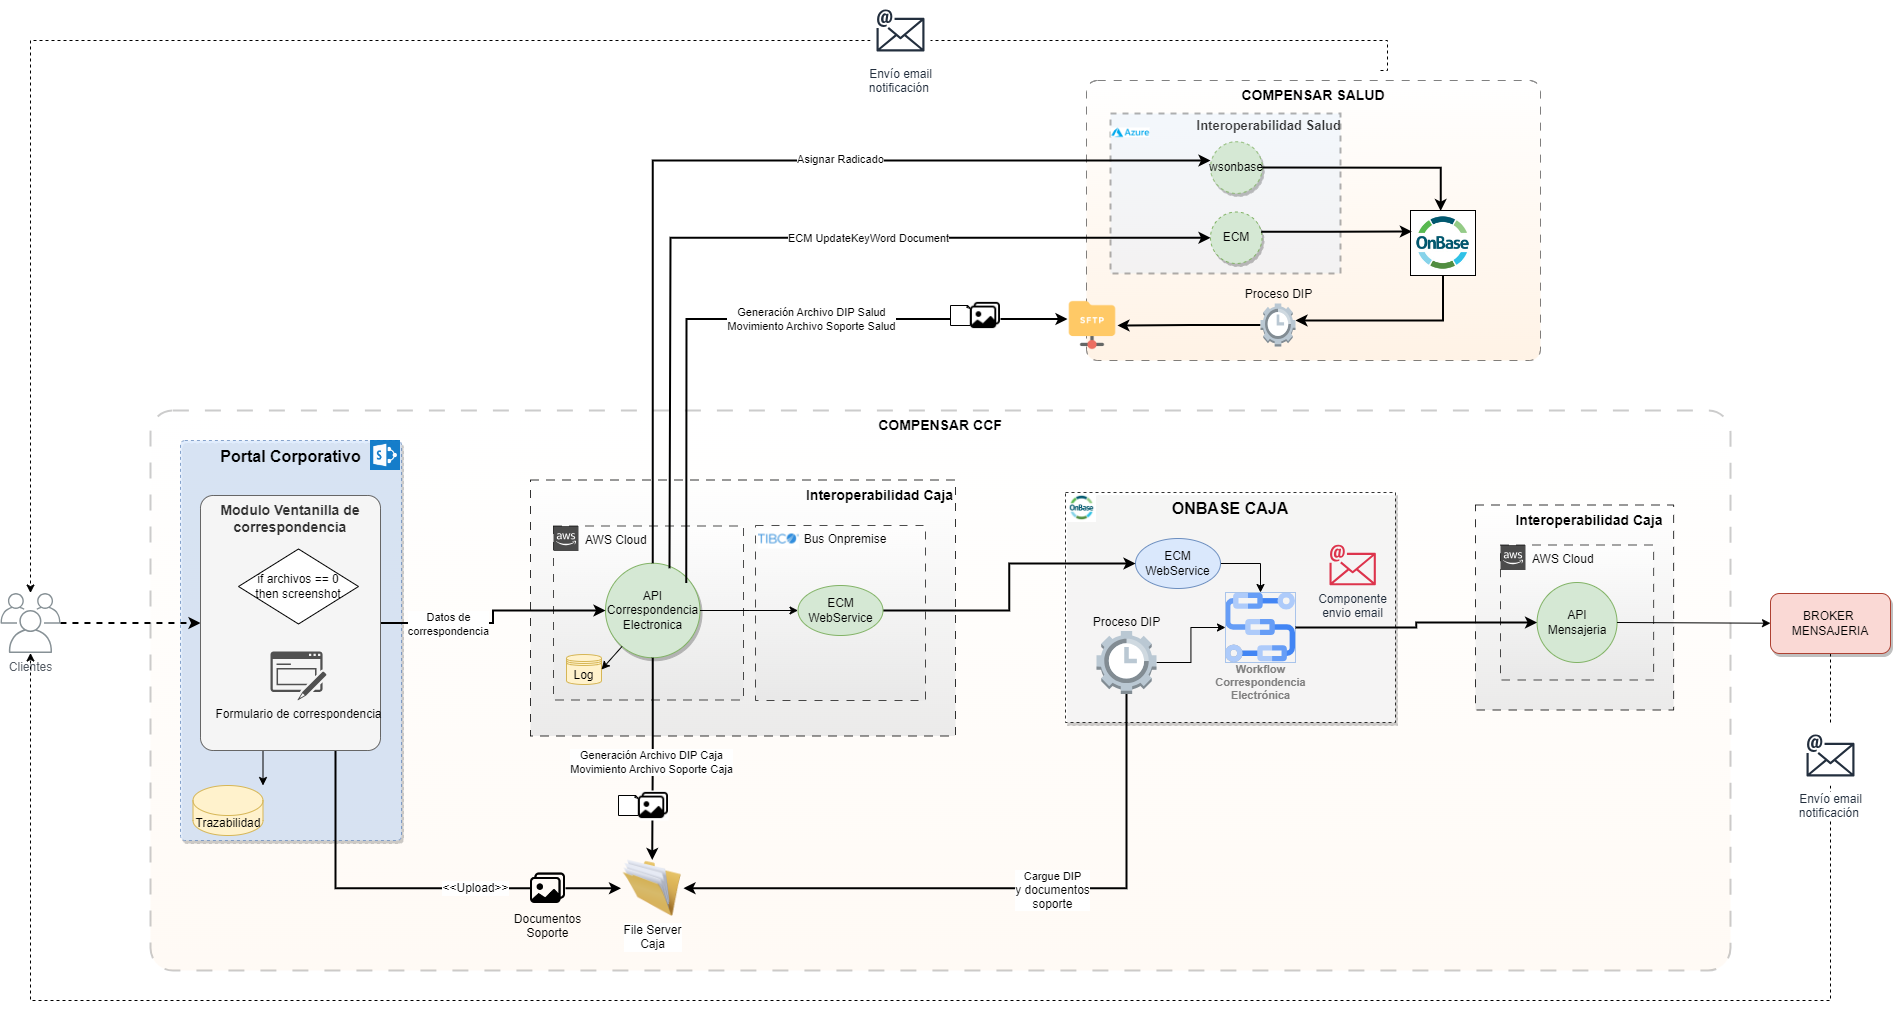 @
Envío email
notificación
COMPENSAR SALUD
Azure
Interoperabilidad Salud
Asignar Radicado
wsonbase
ECM UpdateKeyWord Document
ECM
OnBase
Proceso DIP
Generación Archivo DIP Salud
Movimiento Archivo Soporte Salud
SFTP
COMPENSAR CCF
Portal Corporativo
S
Modulo Ventanilla de
correspondencia
if archivos == 0
then screenshot
Formulario de correspondencia
Trazabilidad
Clientes
Datos de
correspondencia
Interoperabilidad Caja
aws
AWS Cloud
API
Correspondencia
Electronica
Log
TIBCO
Bus Onpremise
ECM
WebService
OnBase
ONBASE CAJA
ECM
WebService
@
Componente
envio email
Proceso DIP
Workflow
Correspondencia
Electrónica
Interoperabilidad Caja
aws
AWS Cloud
API
Mensajeria
BROKER
MENSAJERIA
@
Envío email
notificación
Generación Archivo DIP Caja
Movimiento Archivo Soporte Caja
<<Upload>>
Documentos
Soporte
File Server
Caja
Cargue DIP
y documentos
soporte